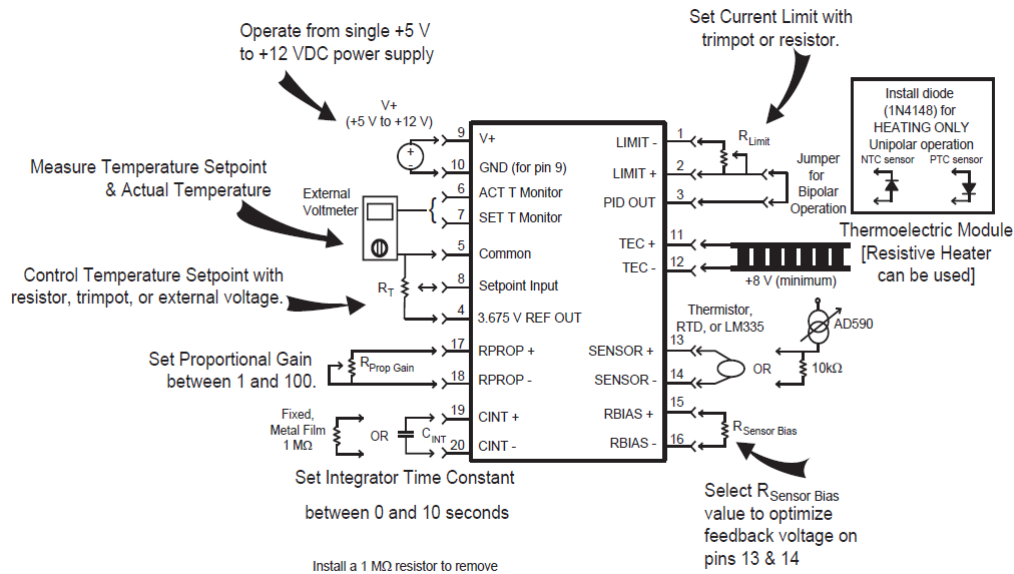 Operate from single +5 V
to +12 VDC power supply
Set Current Limit with
trimpot or resistor.
V+
(+5 V to +12 V)
+
-
Measure Temperature Setpoint
& Actual Temperature
External
Voltmeter
Control Temperature Setpoint with
resistor, trimpot, or external voltage.
RT
Set Proportional Gain
between 1 and 100.
RProp Gain
Fixed,
Metal Film
1 MΩ
OR
CINT
Set Integrator Time Constant
between 0 and 10 seconds
Install a 1 MΩ resistor to remove
9 V+
10 GND (for pin 9)
6 ACT T Monitor
7 SET T Monitor
5 Common
8 Setpoint Input
4 3.675 V REF OUT
17 RPROP +
18 RPROP -
19 CINT +
20 CINT -
LIMIT - 1
LIMIT + 2
PID OUT 3
TEC + 11
TEC - 12
SENSOR + 13
SENSOR - 14
RBIAS + 15
RBIAS - 16
RLimit
Jumper
for
Bipolar
Operation
Install diode
(1N4148) for
HEATING ONLY
Unipolar operation
NTC sensor PTC sensor
Thermoelectric Module
[Resistive Heater
can be used]
+8 V (minimum)
Thermistor,
RTD, or LM335
OR
AD590
10kΩ
RSensor Bias
Select RSensor Bias
value to optimize
feedback voltage on
pins 13 & 14